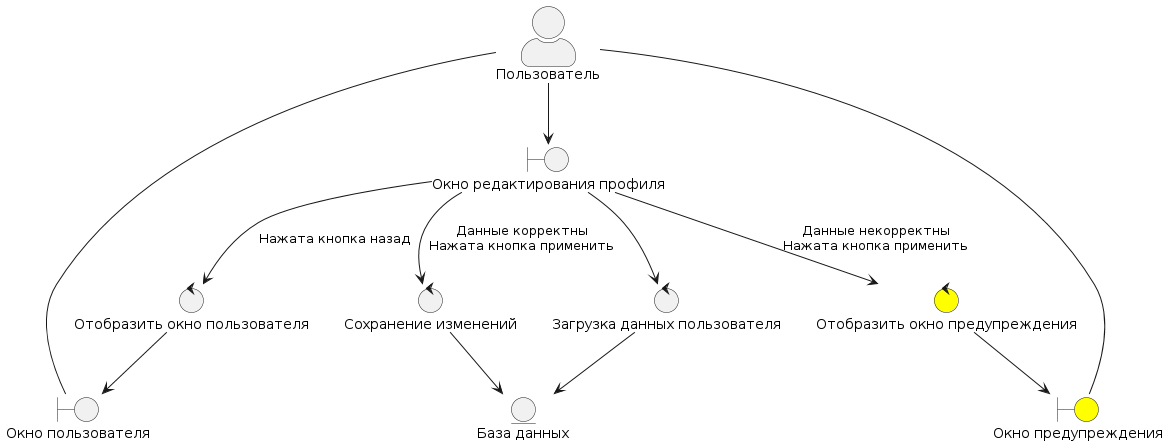 Пользователь
Окно редактирования профиля
Нажата кнопка назад
Данные корректны
Нажата кнопка применить
Данные некорректны
Нажата кнопка применить
Отобразить окно пользователя
Сохранение изменений
Загрузка данных пользователя
Отобразить окно предупреждения
Окно пользователя
База данных
Окно предупреждения